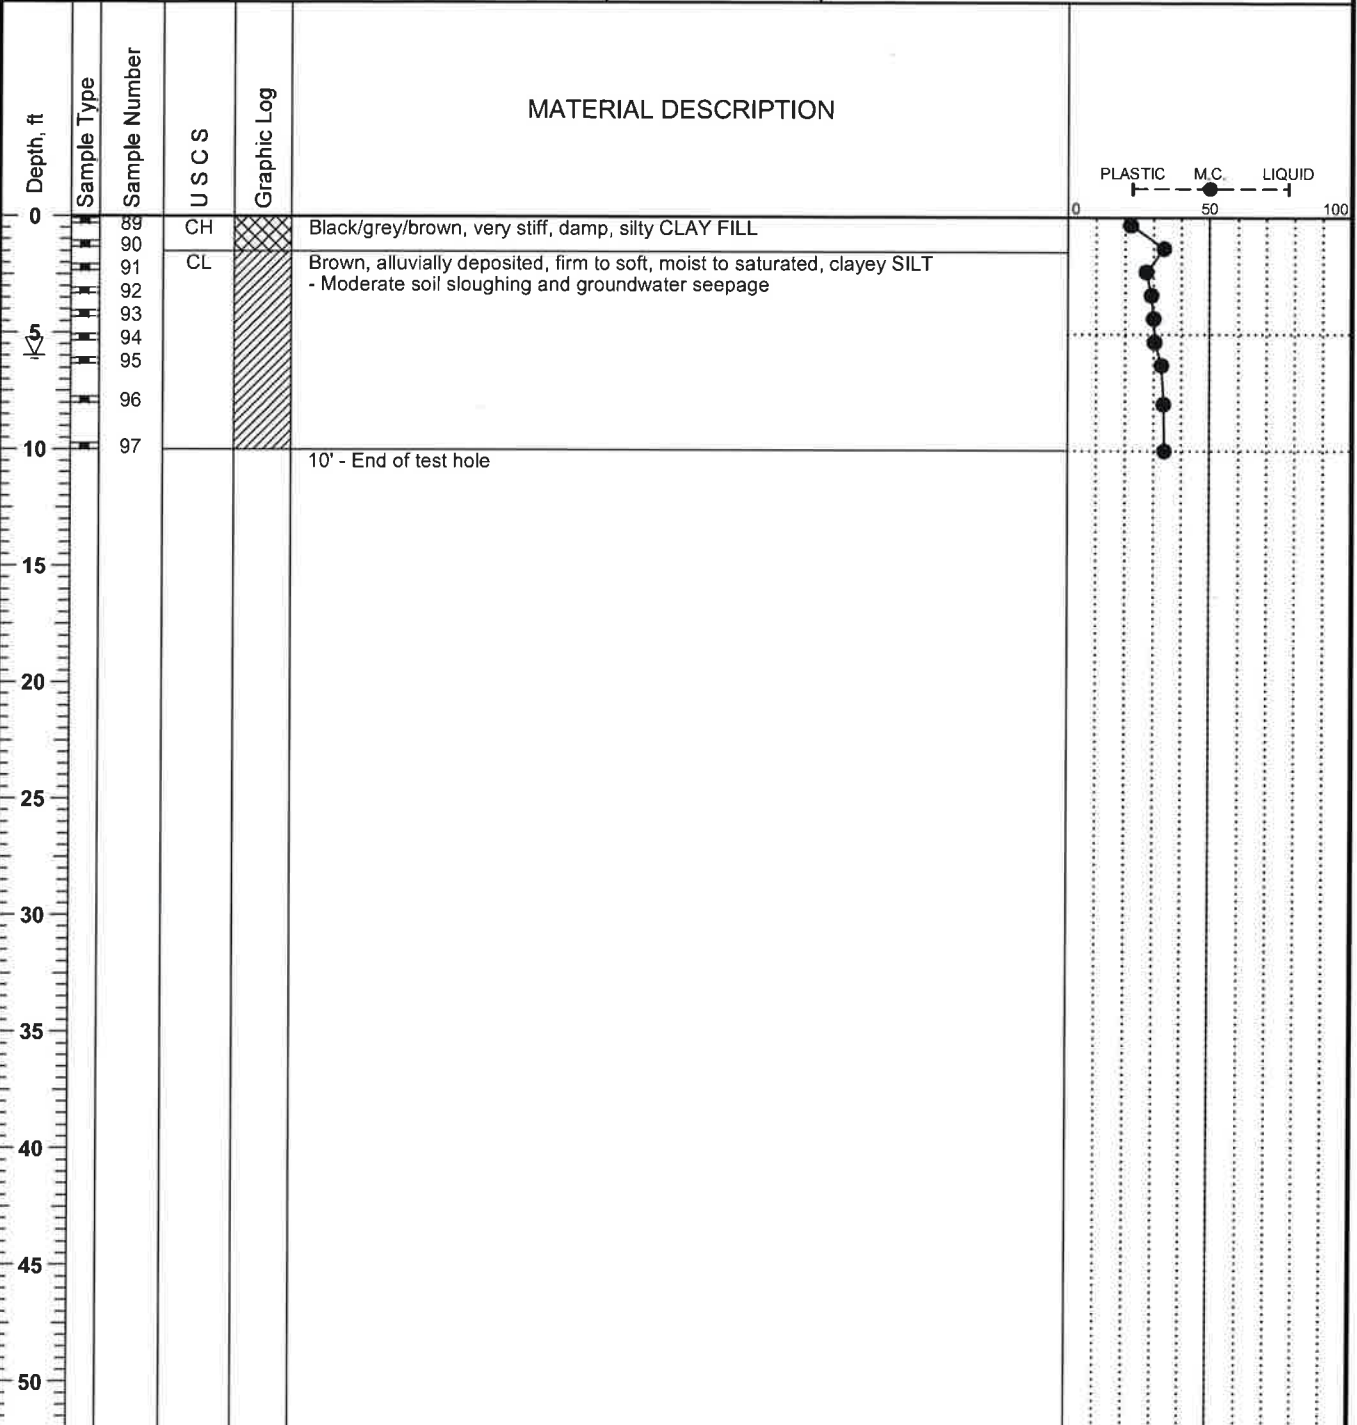 Depth, ft
Sample Type
Sample Number
U S C S
Graphic Log
MATERIAL DESCRIPTION
PLASTIC M.C. LIQUID
0 50 100
0
89 CH Black/grey/brown, very stiff, damp, silty CLAY FILL
90
91 CL Brown, alluvially deposited, firm to soft, moist to saturated, clayey SILT
92 - Moderate soil sloughing and groundwater seepage
93
5
94
95
96
97
10
10' - End of test hole
15
20
25
30
35
40
45
50